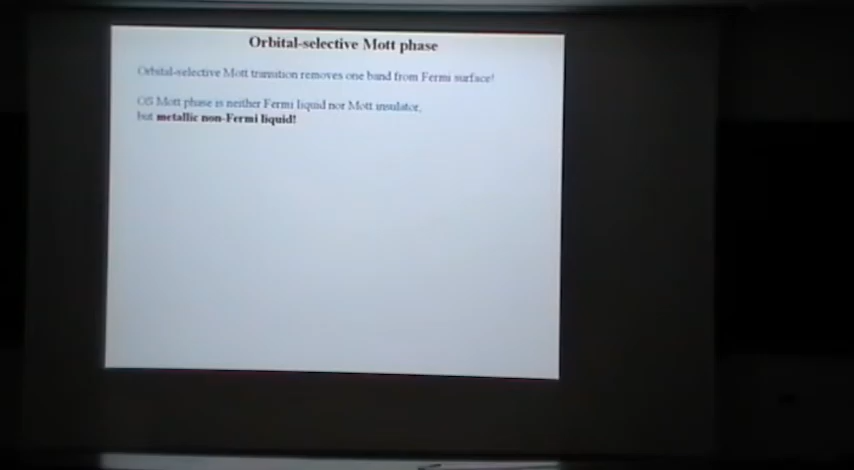 Orbital-selective Mott phase
Orbital-selective Mott transition removes one band from Fermi surface!
OS Mott phase is neither Fermi liquid nor Mott insulator,
but metallic non-Fermi liquid!